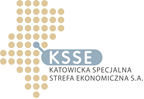 KSSE
KATOWICKA SPECJALNA
STREFA EKONOMICZNA S.A.